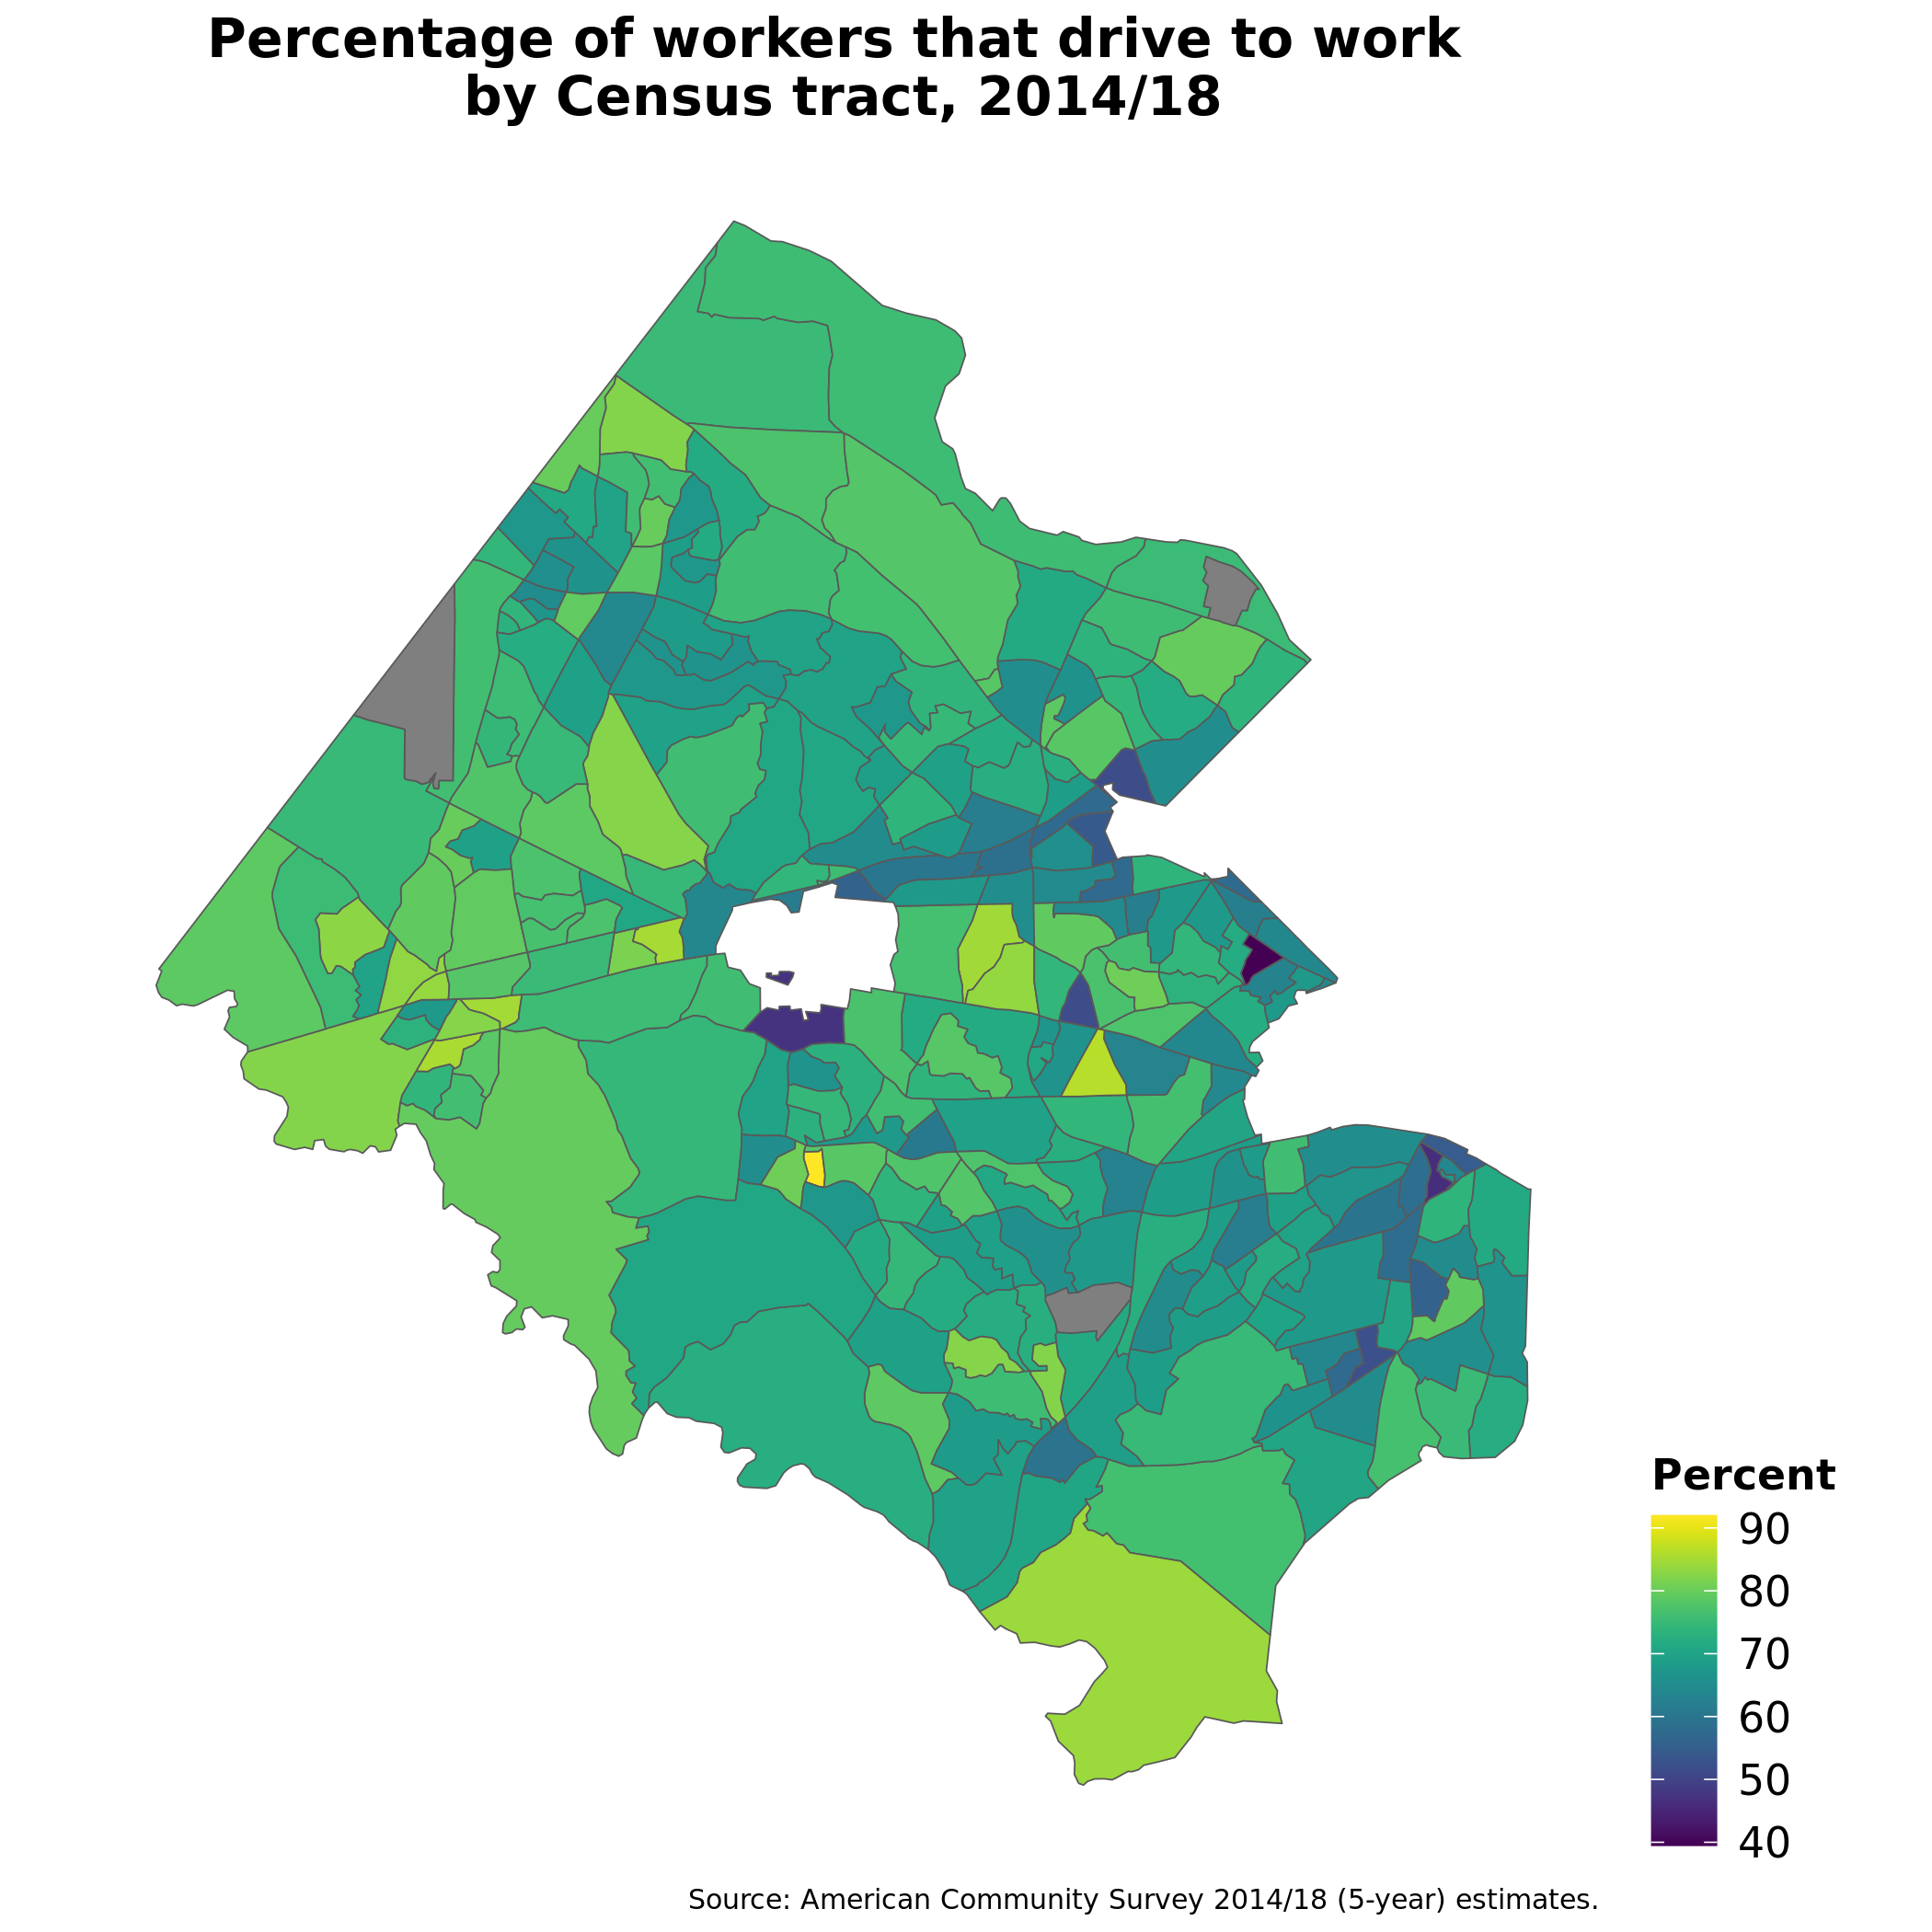 Percentage of workers that drive to work
by Census tract, 2014/18
Percent
90
80
70
60
50
40
Source: American Community Survey 2014/18 (5-year) estimates.